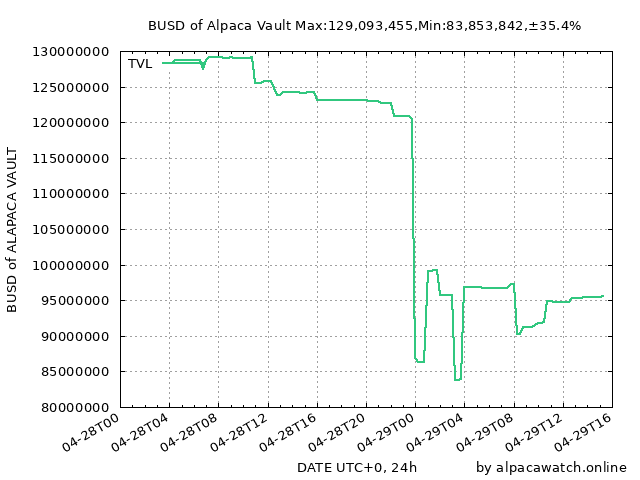 BUSD of Alpaca Vault Max:129,093,455,Min:83,853,842,±35.4%
TVL
130000000
125000000
120000000
115000000
110000000
105000000
100000000
95000000
90000000
85000000
80000000
BUSD of ALAPACA VAULT
04-28T00
04-28T04
04-28T08
04-28T12
04-28T16
04-28T20
04-29T00
04-29T04
04-29T08
04-29T12
04-29T16
DATE UTC+0, 24h
by alpacawatch.online